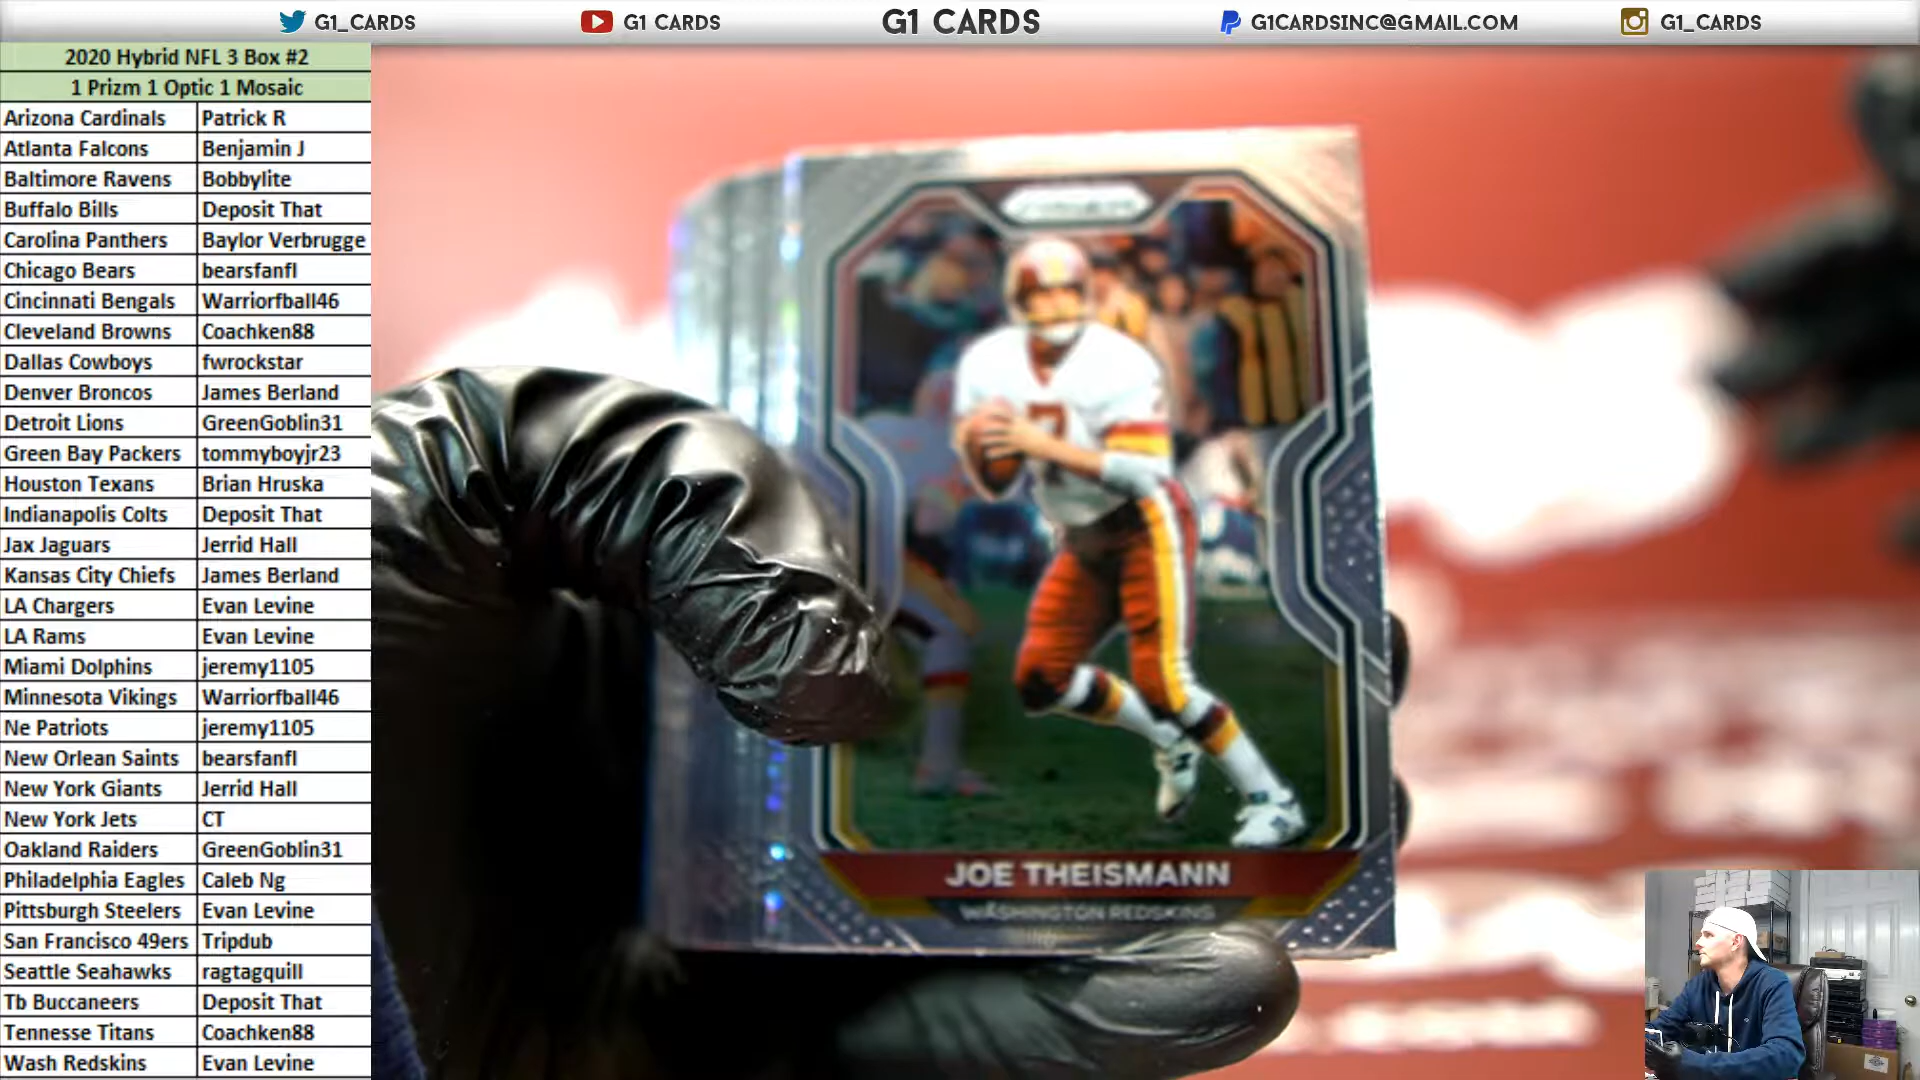 G1_CARDS G1 CARDS G1 CARDS G1CARDSINC@GMAIL.COM G1_CARDS
2020 Hybrid NFL 3 Box #2
1 Prizm 1 Optic 1 Mosaic
Arizona Cardinals Patrick R
Atlanta Falcons Benjamin J
Baltimore Ravens Bobbylite
Buffalo Bills Deposit That
Carolina Panthers Baylor Verbrugge
Chicago Bears bearsfanfl
Cincinnati Bengals Warriorfball46
Cleveland Browns Coachken88
Dallas Cowboys fwrockstar
Denver Broncos James Berland
Detroit Lions GreenGoblin31
Green Bay Packers tommyboyjr23
Houston Texans Brian Hruska
Indianapolis Colts Deposit That
Jax Jaguars Jerrid Hall
Kansas City Chiefs James Berland
LA Chargers Evan Levine
LA Rams Evan Levine
Miami Dolphins jeremy1105
Minnesota Vikings Warriorfball46
Ne Patriots jeremy1105
New Orlean Saints bearsfanfl
New York Giants Jerrid Hall
New York Jets CT
Oakland Raiders GreenGoblin31
Philadelphia Eagles Caleb Ng
Pittsburgh Steelers Evan Levine
San Francisco 49ers Tripdub
Seattle Seahawks ragtagquill
Tb Buccaneers Deposit That
Tennesse Titans Coachken88
Wash Redskins Evan Levine
JOE THEISMANN
WASHINGTON REDSKINS